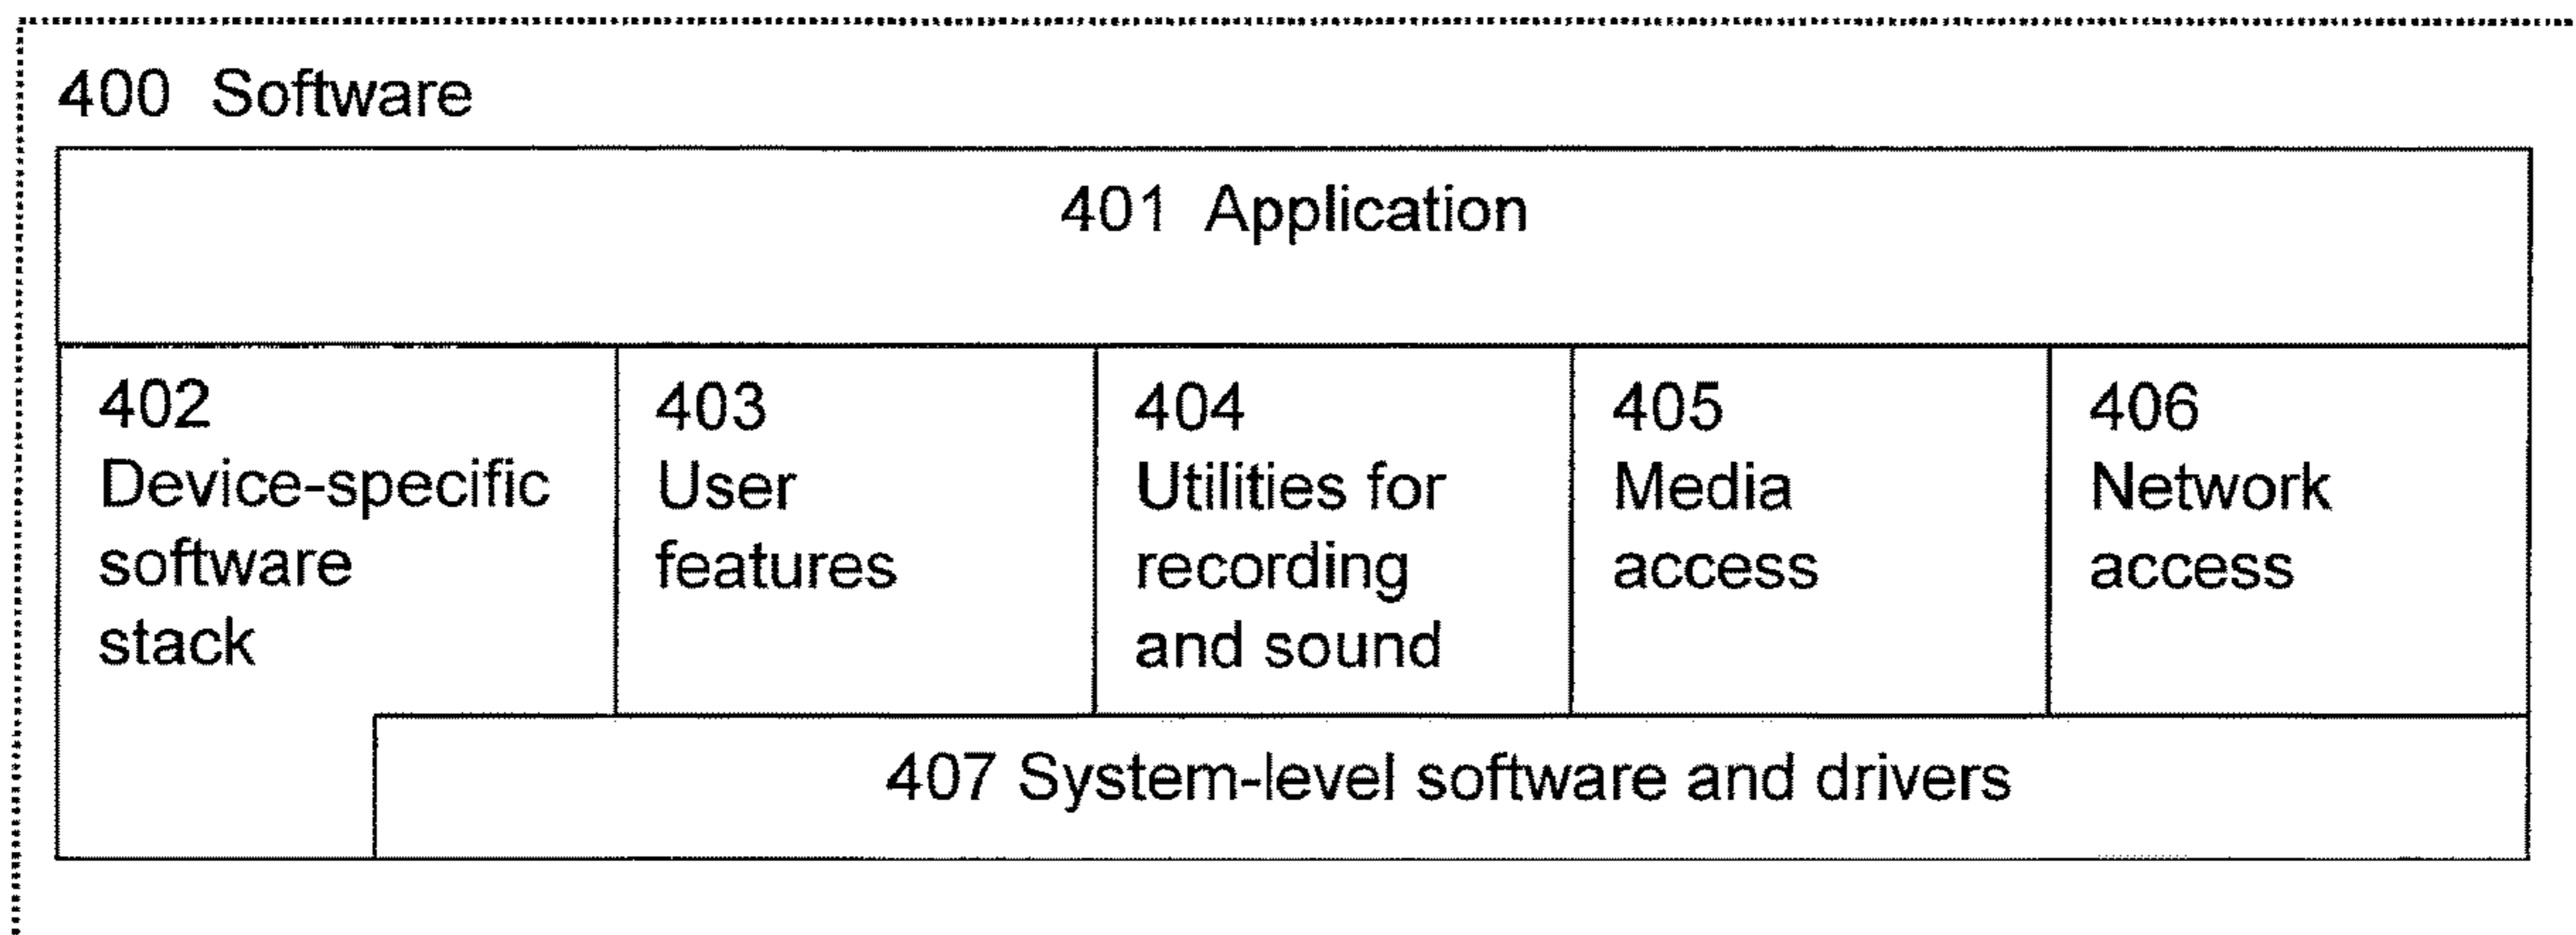 400 Software
401 Application
402
Device-specific
software
stack
403
User
features
404
Utilities for
recording
and sound
405
Media
access
406
Network
access
407 System-level software and drivers